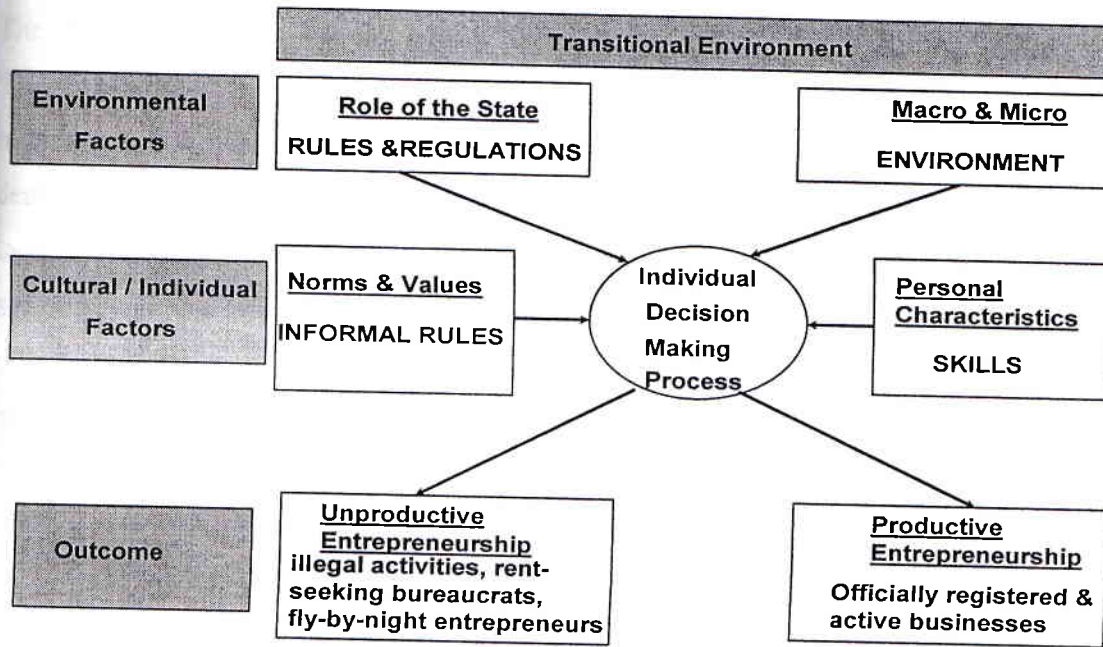 Transitional Environment
Environmental
Factors
Role of the State
RULES &REGULATIONS
Macro & Micro
ENVIRONMENT
Cultural / Individual
Factors
Norms & Values
INFORMAL RULES
Individual
Decision
Making
Process
Personal
Characteristics
SKILLS
Outcome
Unproductive
Entrepreneurship
illegal activities, rent-
seeking bureaucrats,
fly-by-night entrepreneurs
Productive
Entrepreneurship
Officially registered &
active businesses